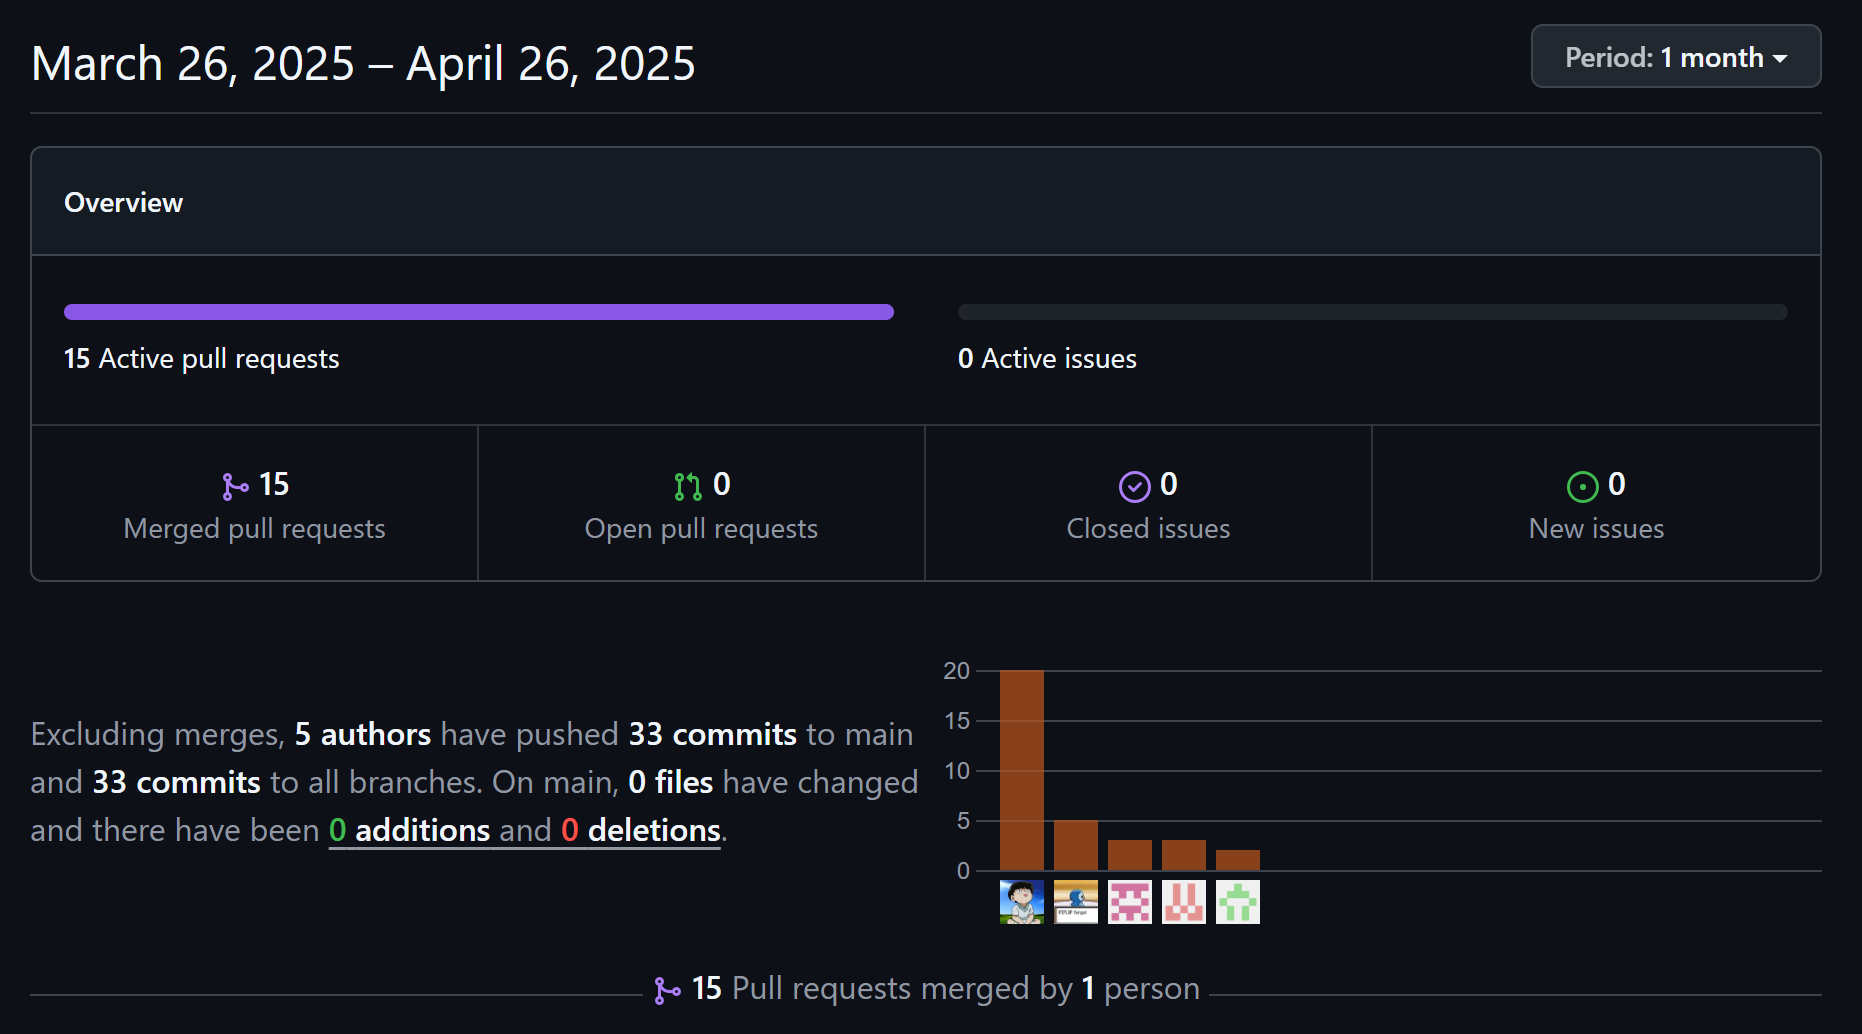 March 26, 2025 – April 26, 2025
Period: 1 month
Overview
15 Active pull requests
0 Active issues
15
Merged pull requests
0
Open pull requests
0
Closed issues
0
New issues
Excluding merges, 5 authors have pushed 33 commits to main
and 33 commits to all branches. On main, 0 files have changed
and there have been 0 additions and 0 deletions.
20
15
10
5
0
15 Pull requests merged by 1 person